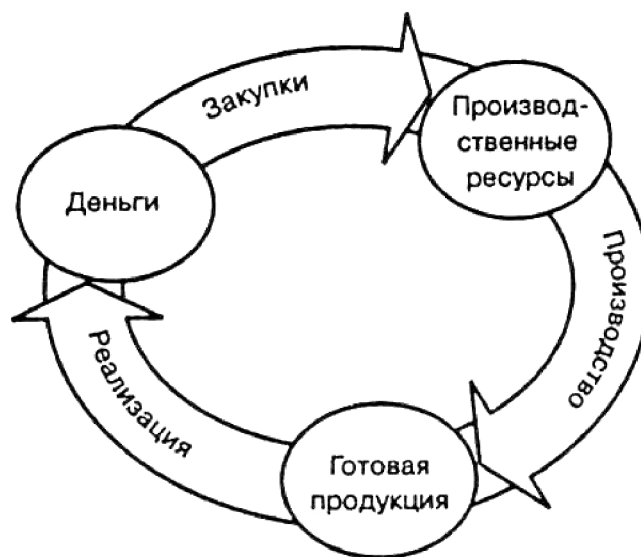 Закупки
Производ-
ственные
ресурсы
Деньги
Производство
Реализация
Готовая
продукция